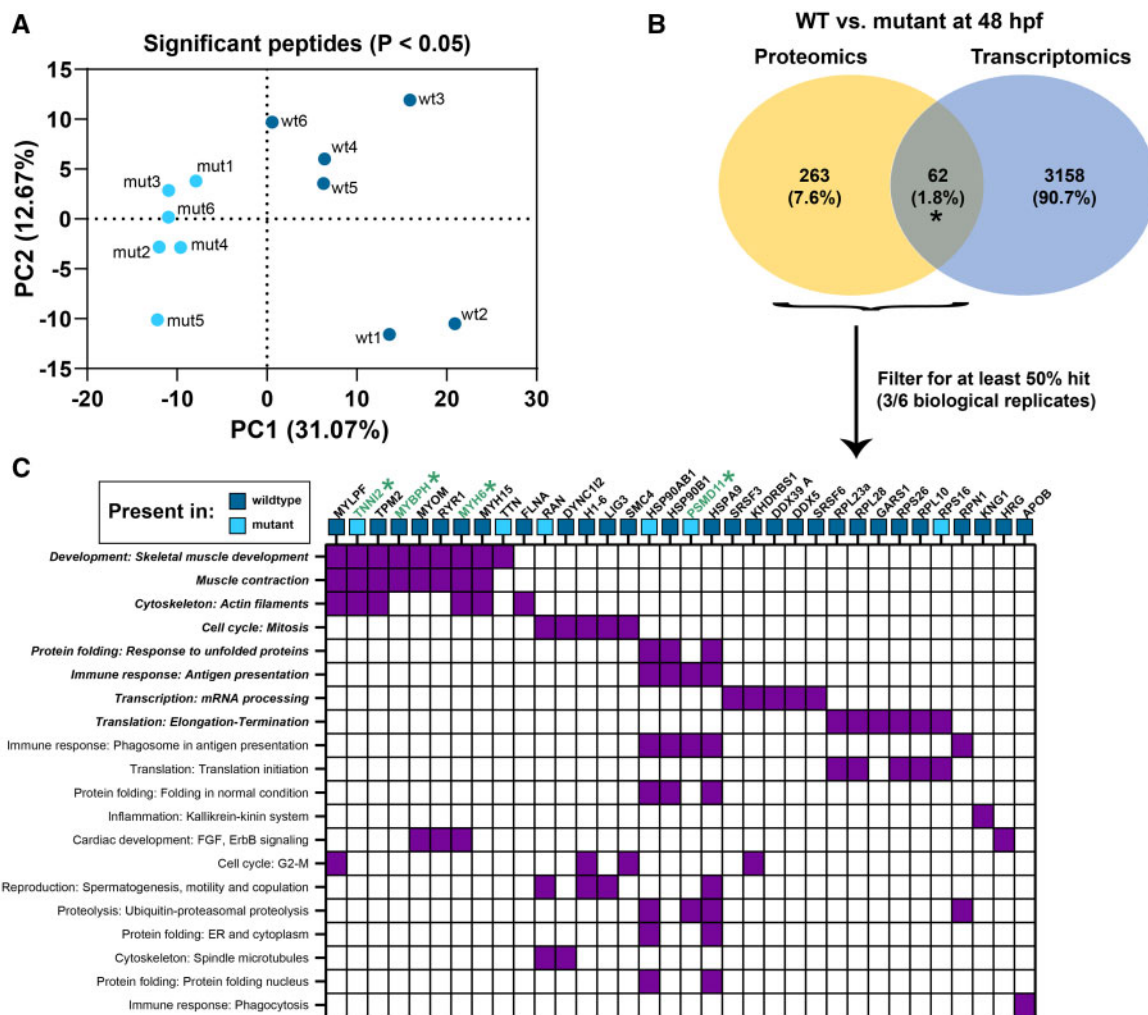 A
Significant peptides (P < 0.05)
15
10
5
0
-5
-10
-15
-20
-10
0
10
20
30
PC2 (12.67%)
PC1 (31.07%)
wt3
wt6
wt4
wt5
mut1
mut3
mut6
mut2
mut4
mut5
wt1
wt2
B
WT vs. mutant at 48 hpf
Proteomics
Transcriptomics
263
(7.6%)
62
(1.8%)
*
3158
(90.7%)
Filter for at least 50% hit
(3/6 biological replicates)
C
Present in:
wildtype
mutant
MYLPF
TNNI2 *
TPM2
MYBPH *
MYOM
RYR1
MYH6 *
MYH15
TTN
FLNA
RAN
DYNC1I2
H1-6
LIG3
SMC4
HSP90AB1
HSP90B1
PSMD11 *
HSPA9
SRSF3
KHDRBS1
DDX39 A
DDX5
SRSF6
RPL23a
RPL28
GARS1
RPS26
RPL10
RPS16
RPN1
KNG1
HRG
APOB
Development: Skeletal muscle development
Muscle contraction
Cytoskeleton: Actin filaments
Cell cycle: Mitosis
Protein folding: Response to unfolded proteins
Immune response: Antigen presentation
Transcription: mRNA processing
Translation: Elongation-Termination
Immune response: Phagosome in antigen presentation
Translation: Translation initiation
Protein folding: Folding in normal condition
Inflammation: Kallikrein-kinin system
Cardiac development: FGF, ErbB signaling
Cell cycle: G2-M
Reproduction: Spermatogenesis, motility and copulation
Proteolysis: Ubiquitin-proteasomal proteolysis
Protein folding: ER and cytoplasm
Cytoskeleton: Spindle microtubules
Protein folding: Protein folding nucleus
Immune response: Phagocytosis